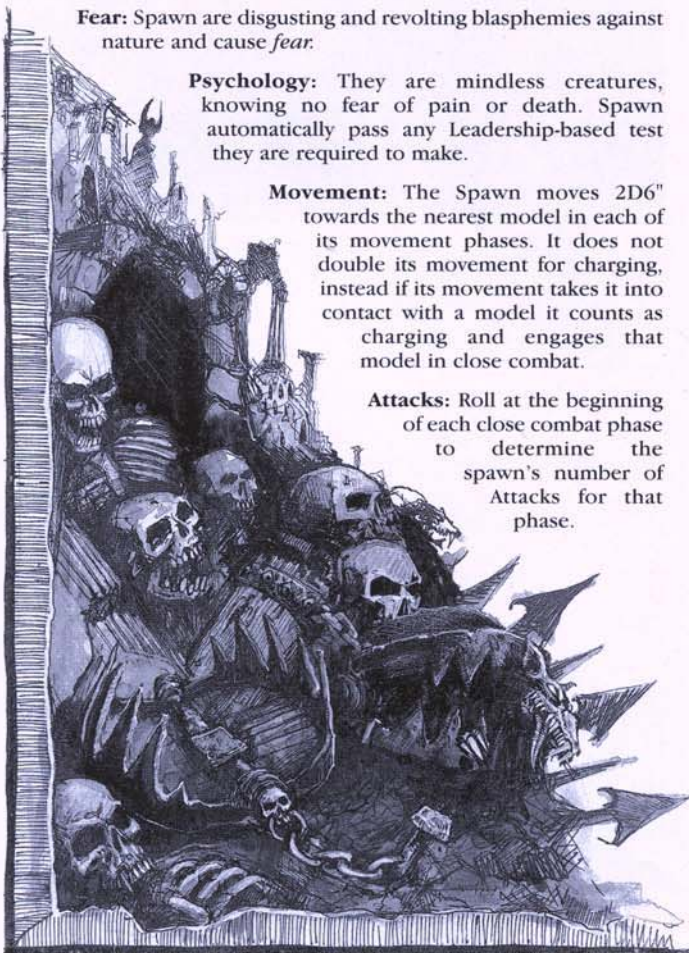 Fear: Spawn are disgusting and revolting blasphemies against
nature and cause fear.
Psychology: They are mindless creatures,
knowing no fear of pain or death. Spawn
automatically pass any Leadership-based test
they are required to make.
Movement: The Spawn moves 2D6"
towards the nearest model in each of
its movement phases. It does not
double its movement for charging,
instead if its movement takes it into
contact with a model it counts as
charging and engages that
model in close combat.
Attacks: Roll at the beginning
of each close combat phase
to determine the
spawn's number of
Attacks for that
phase.